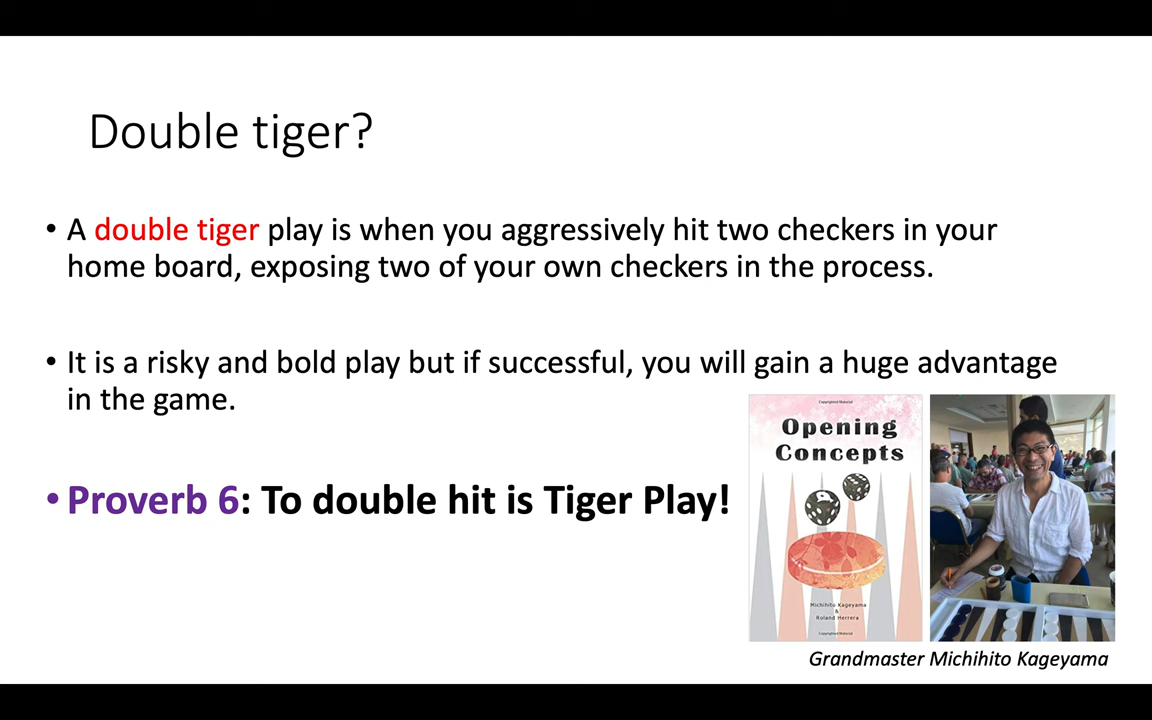 Double tiger?
• A double tiger play is when you aggressively hit two checkers in your
home board, exposing two of your own checkers in the process.
• It is a risky and bold play but if successful, you will gain a huge advantage
in the game.
• Proverb 6: To double hit is Tiger Play!
Copyrighted Material
Opening
Concepts
Michihito Kageyama
&
Roland Herrera
Copyrighted Material
Grandmaster Michihito Kageyama